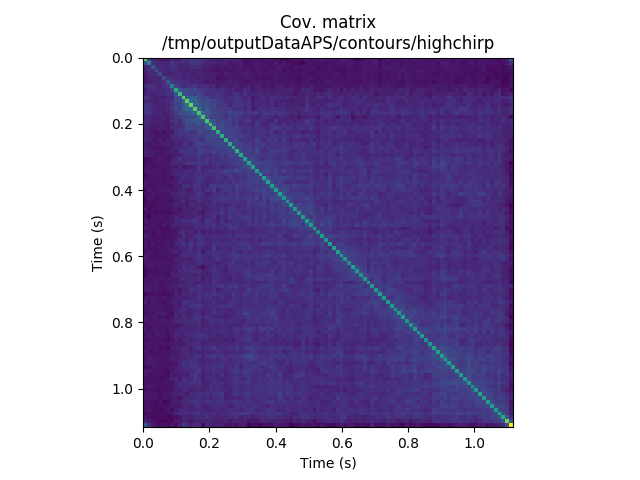 Cov. matrix
/tmp/outputDataAPS/contours/highchirp
0.0
0.2
0.4
0.6
0.8
1.0
Time (s)
0.0 0.2 0.4 0.6 0.8 1.0
Time (s)